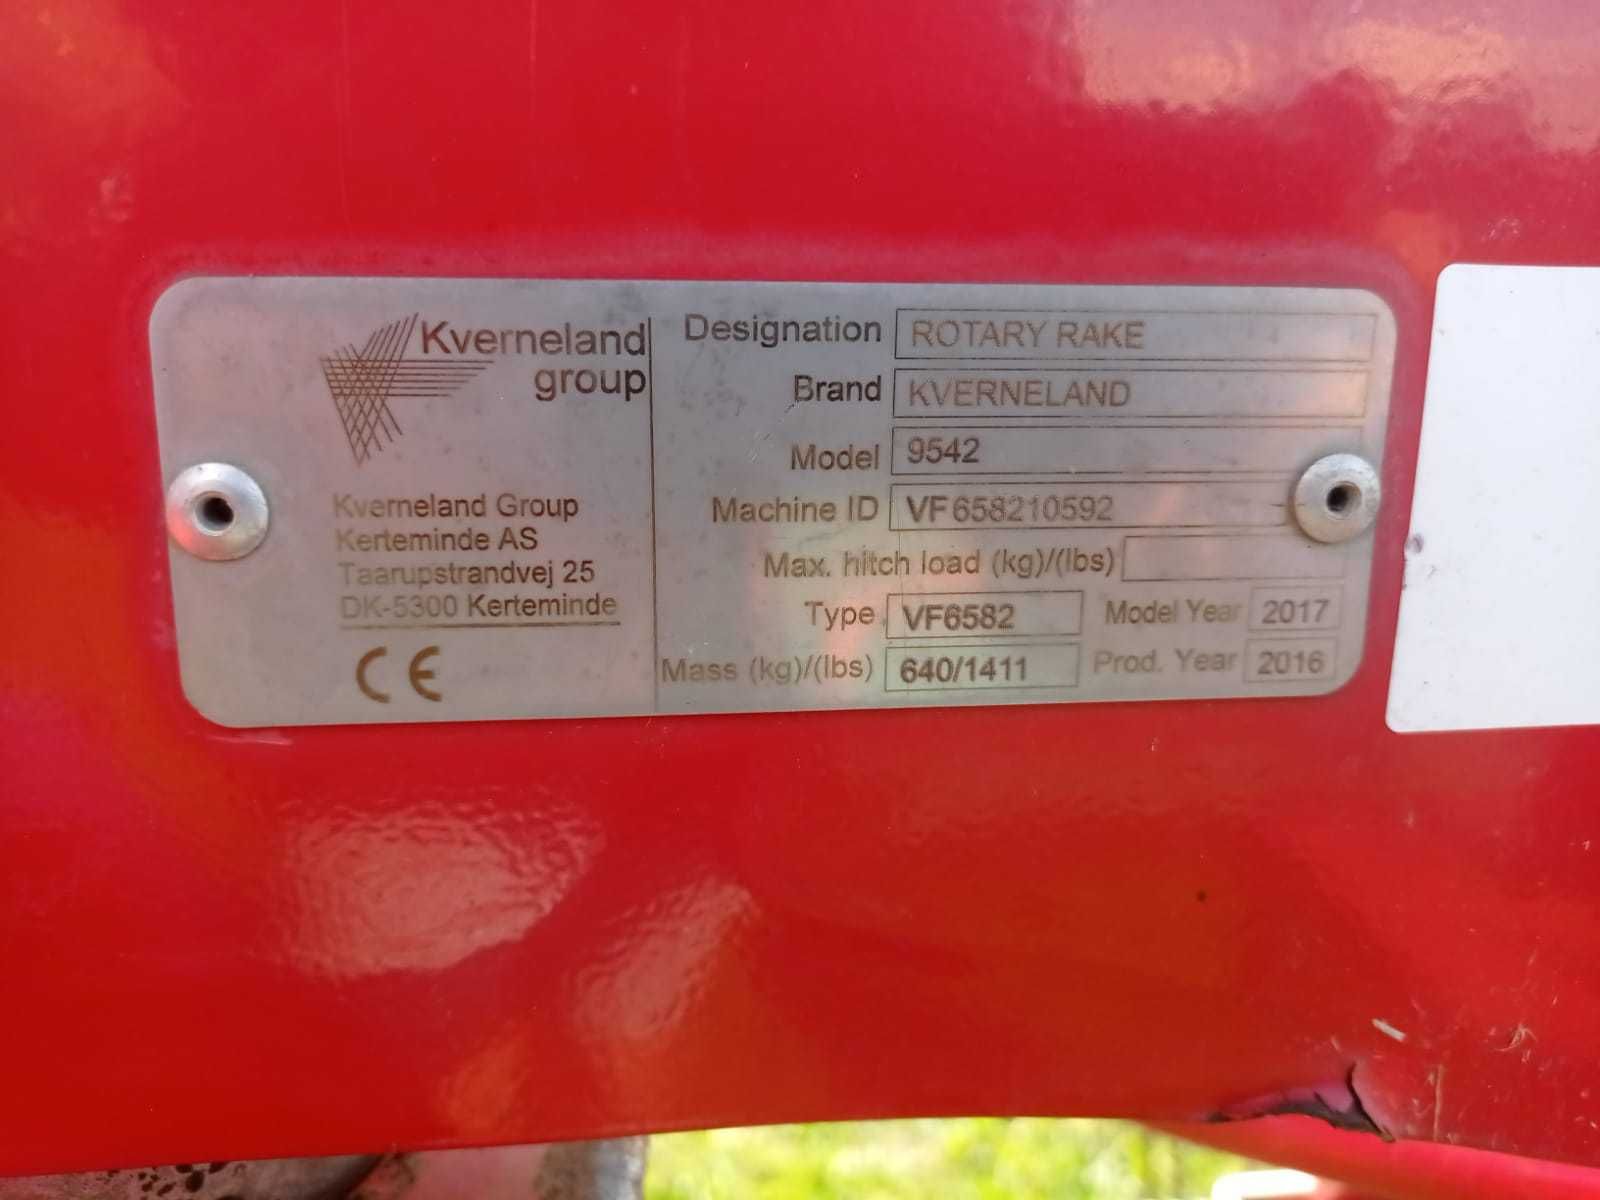 Kverneland
group
Kverneland Group
Kerteminde AS
Taarupstrandvej 25
DK-5300 Kerteminde
CE
Designation ROTARY RAKE
Brand KVERNELAND
Model 9542
Machine ID VF658210592
Max. hitch load (kg)/(lbs)
Type VF6582 Model Year 2017
Mass (kg)/(lbs) 640/1411 Prod. Year 2016